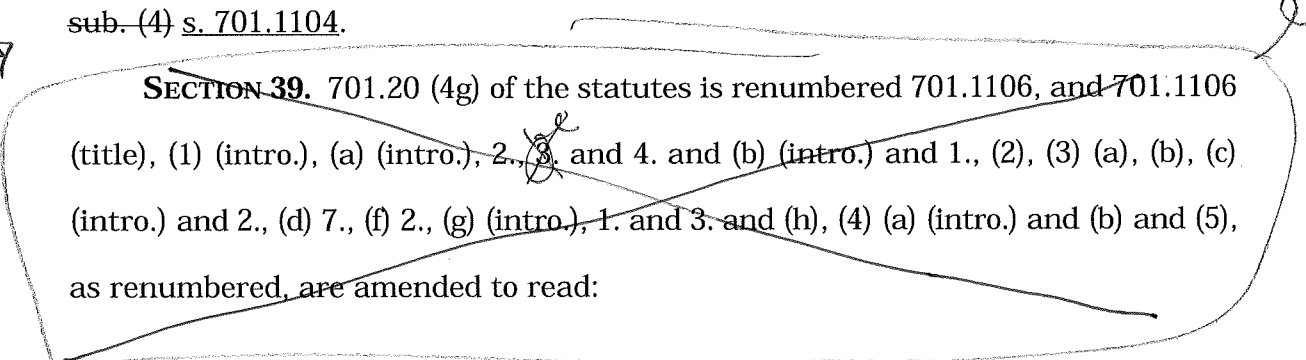 sub. (4) s. 701.1104.
SECTION 39. 701.20 (4g) of the statutes is renumbered 701.1106, and 701.1106
(title), (1) (intro.), (a) (intro.), 2., 3. and 4. and (b) (intro.) and 1., (2), (3) (a), (b), (c)
(intro.) and 2., (d) 7., (f) 2., (g) (intro.), 1. and 3. and (h), (4) (a) (intro.) and (b) and (5),
as renumbered, are amended to read: